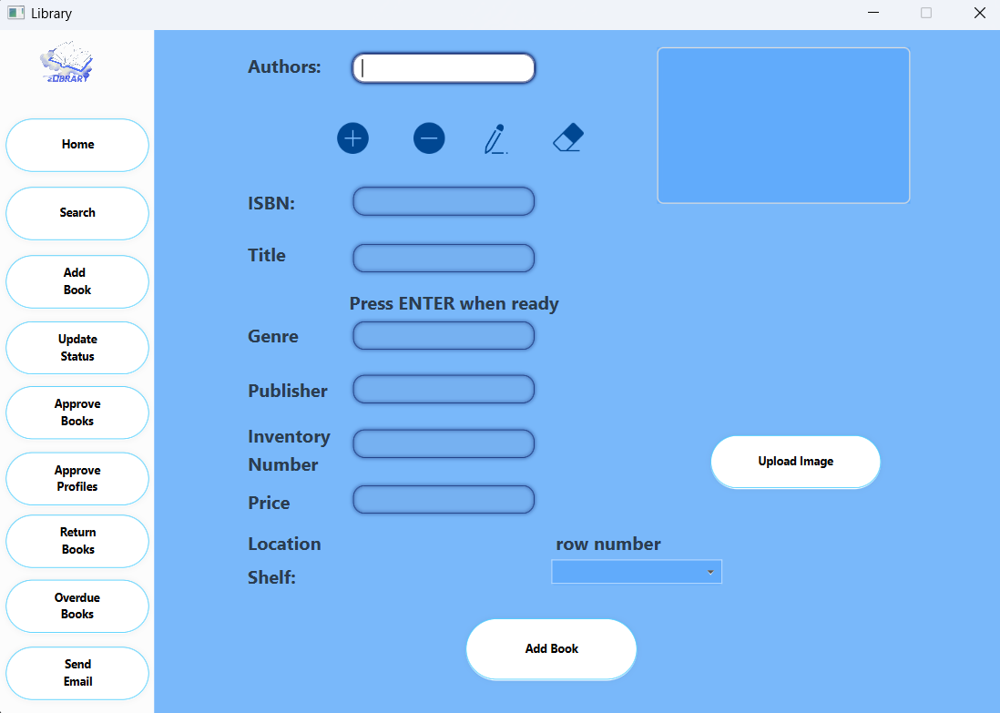 Library
eLIBRARY
Home
Search
Add
Book
Update
Status
Approve
Books
Approve
Profiles
Return
Books
Overdue
Books
Send
Email
Authors:
ISBN:
Title
Press ENTER when ready
Genre
Publisher
Inventory
Number
Price
Location
row number
Shelf:
Upload Image
Add Book